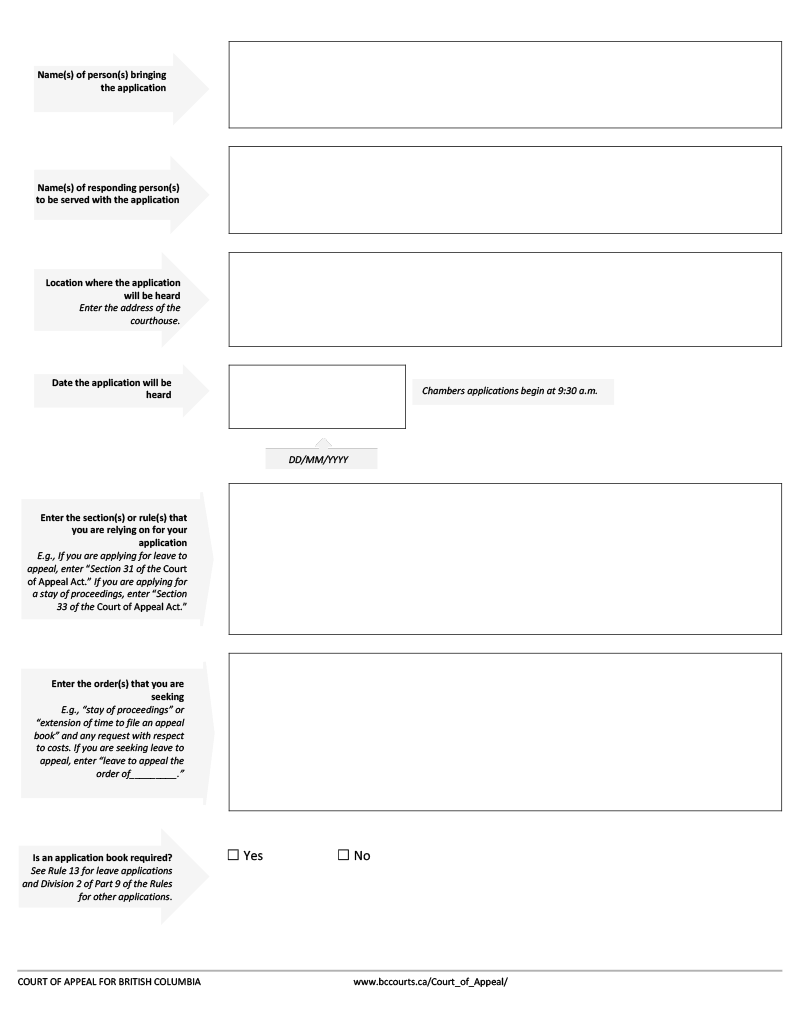 Name(s) of person(s) bringing
the application
Name(s) of responding person(s)
to be served with the application
Location where the application
will be heard
Enter the address of the
courthouse.
Date the application will be
heard
Chambers applications begin at 9:30 a.m.
DD/MM/YYYY
Enter the section(s) or rule(s) that
you are relying on for your
application
E.g., If you are applying for leave to
appeal, enter “Section 31 of the Court
of Appeal Act.” If you are applying for
a stay of proceedings, enter “Section
33 of the Court of Appeal Act.”
Enter the order(s) that you are
seeking
E.g., “stay of proceedings” or
“extension of time to file an appeal
book” and any request with respect
to costs. If you are seeking leave to
appeal, enter “leave to appeal the
order of_________.”
Is an application book required?
See Rule 13 for leave applications
and Division 2 of Part 9 of the Rules
for other applications.
☐ Yes ☐ No
COURT OF APPEAL FOR BRITISH COLUMBIA www.bccourts.ca/Court_of_Appeal/